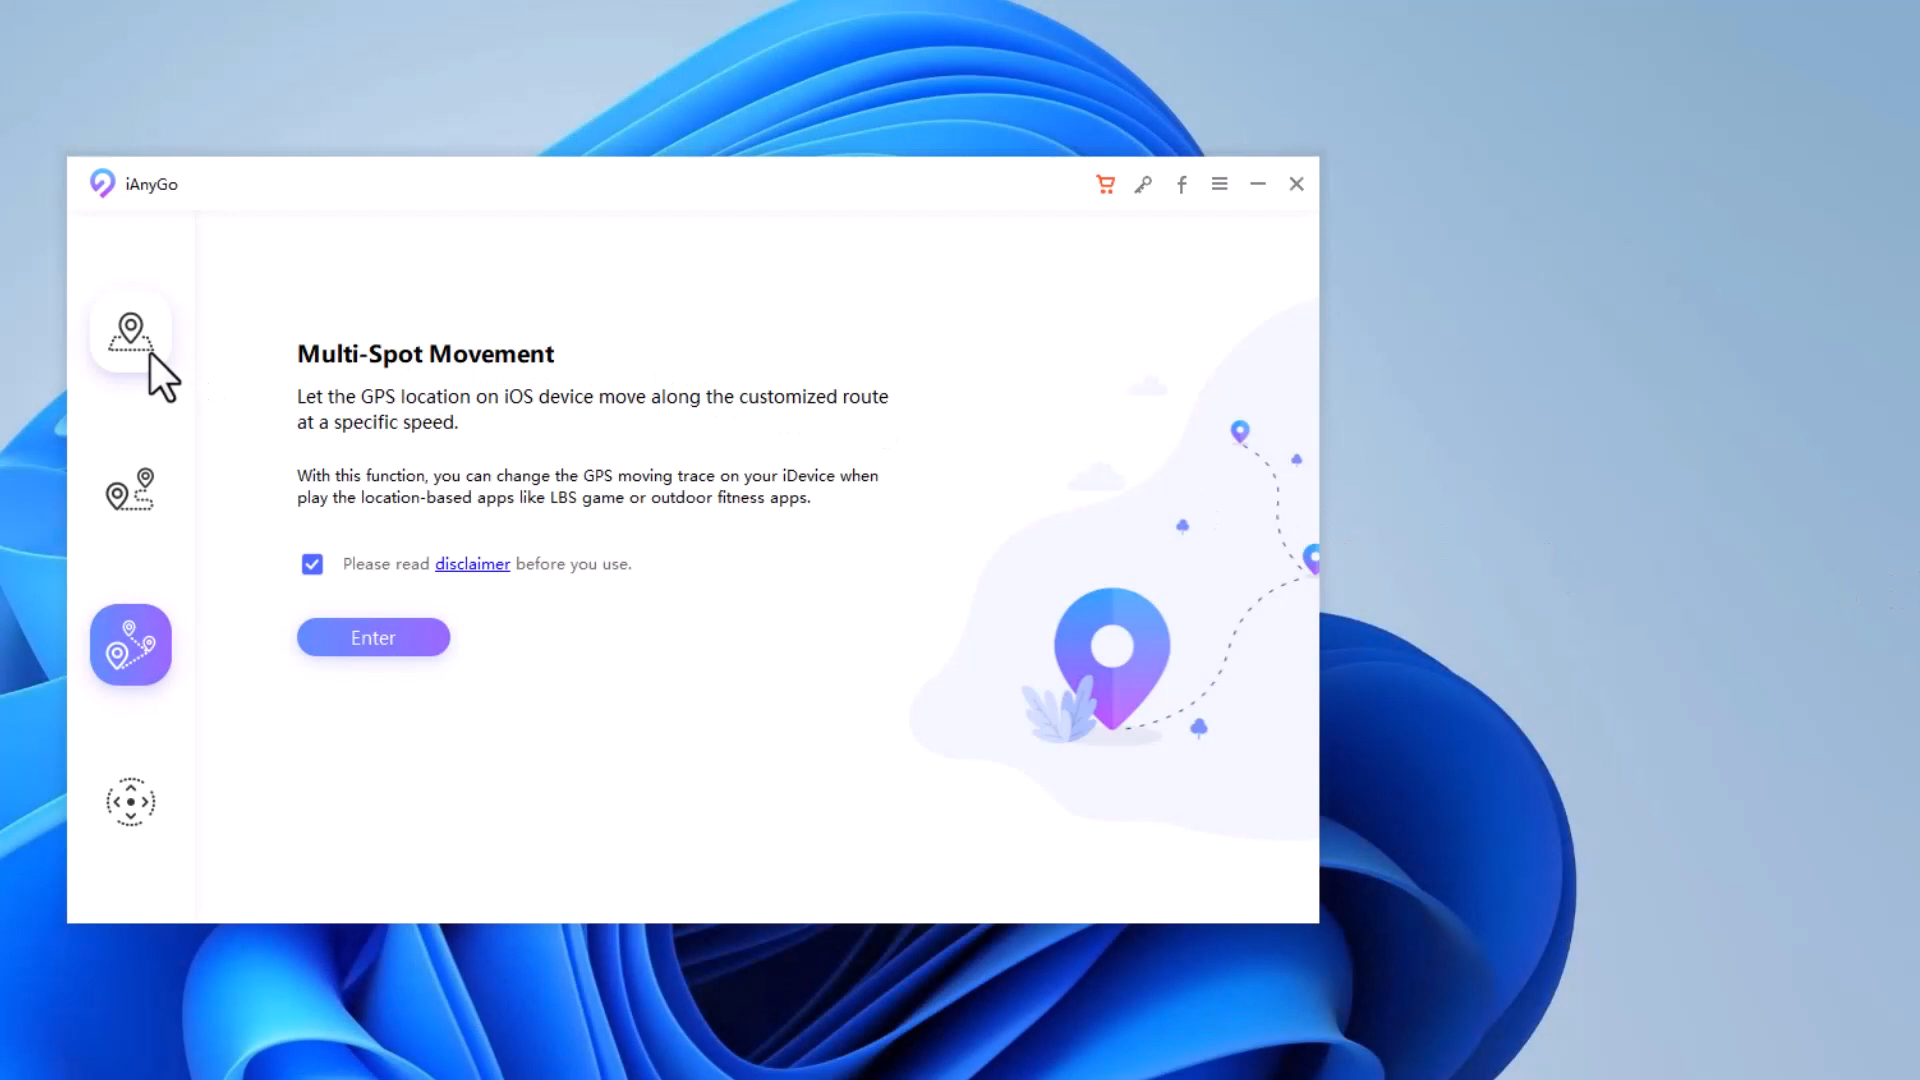 iAnyGo
Multi-Spot Movement
Let the GPS location on iOS device move along the customized route
at a specific speed.
With this function, you can change the GPS moving trace on your iDevice when
play the location-based apps like LBS game or outdoor fitness apps.
Please read disclaimer before you use.
Enter